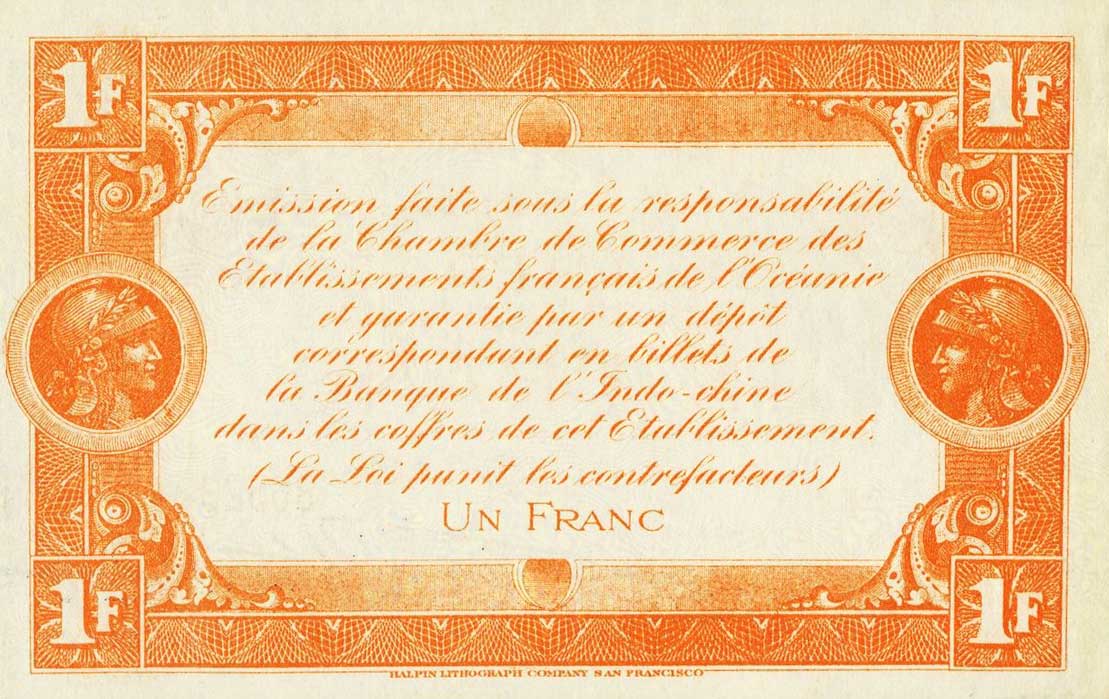 1F 1F
Emission faite sous la responsabilité
de la Chambre de Commerce des
Etablissements français de l'Océanie
et garantie par un dépôt
correspondant en billets de
la Banque de l'Indo-chine
dans les coffres de cet Etablissement.
(La Loi punit les contrefacteurs)
UN FRANC
1F 1F
HALPIN LITHOGRAPH COMPANY SAN FRANCISCO